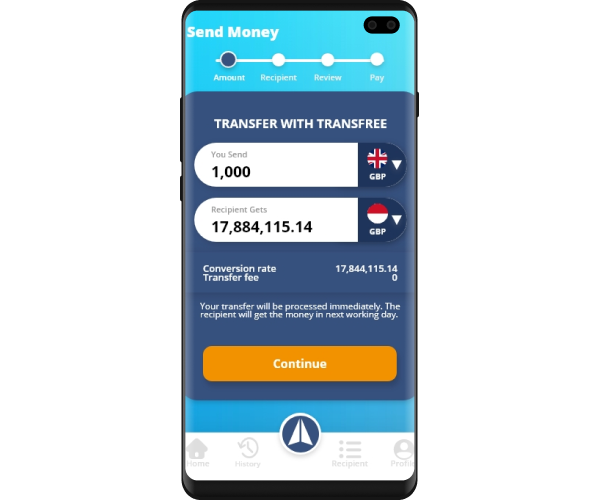 Send Money
Amount Recipient Review Pay
TRANSFER WITH TRANSFREE
You Send
1,000
GBP
Recipient Gets
17,884,115.14
GBP
Conversion rate 17,844,115.14
Transfer fee 0
Your transfer will be processed immediately. The
recipient will get the money in next working day.
Continue
Home History Recipient Profil